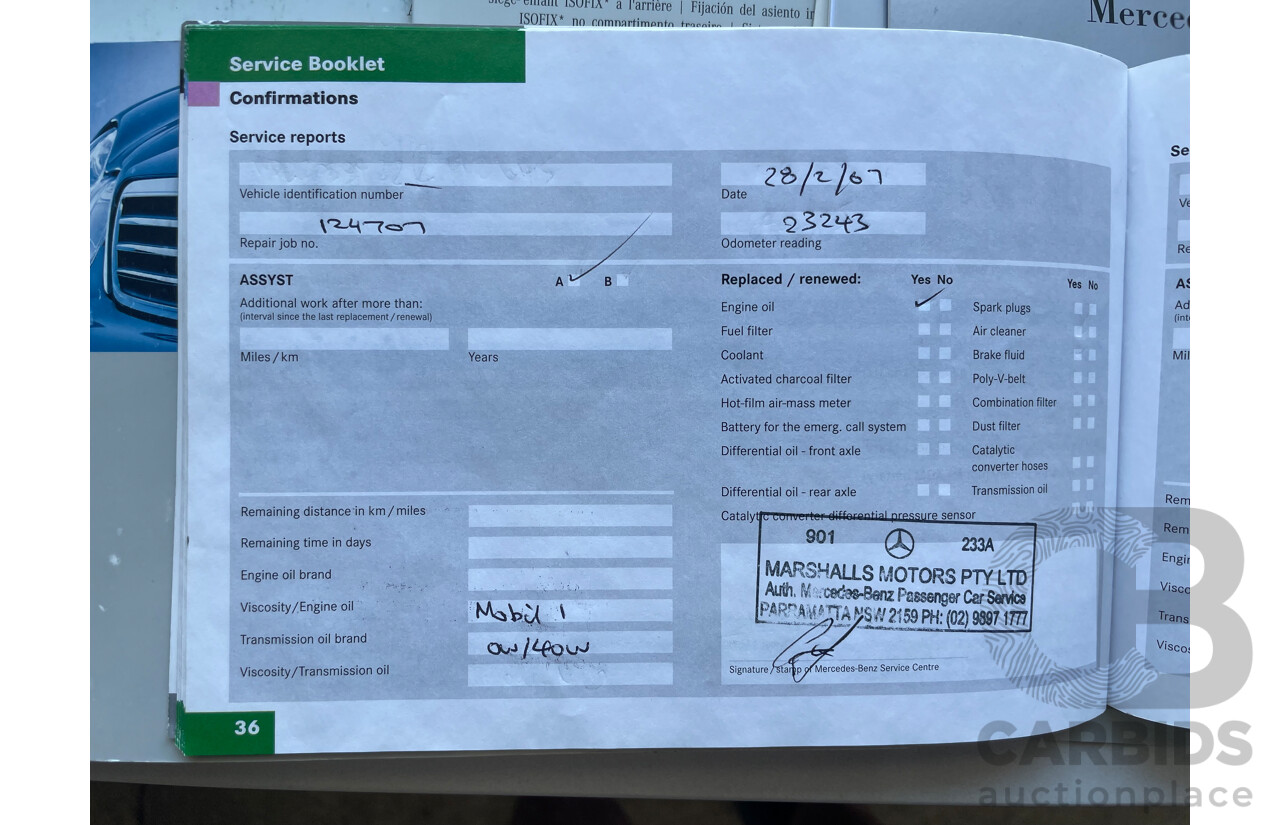 siège-enfant ISOFIX* à l'arrière | Fijación del asiento
ISOFIX* no compartimento traseiro |
Merce
Service Booklet
Confirmations
Service reports
Vehicle identification number
28/2/07
Date
124707
Repair job no.
23243
Odometer reading
ASSYST
A B
Additional work after more than:
(interval since the last replacement / renewal)
Miles / km
Years
Replaced / renewed: Yes No Yes No
Engine oil
Spark plugs
Fuel filter
Air cleaner
Coolant
Brake fluid
Activated charcoal filter
Poly-V-belt
Hot-film air-mass meter
Combination filter
Battery for the emerg. call system
Dust filter
Differential oil - front axle
Catalytic
converter hoses
Differential oil - rear axle
Transmission oil
Catalytic converter differential pressure sensor
Remaining distance in km / miles
Remaining time in days
Engine oil brand
Viscosity/Engine oil
Mobil 1
Transmission oil brand
0W/40W
Viscosity/Transmission oil
901 233A
MARSHALLS MOTORS PTY LTD
Auth. Mercedes-Benz Passenger Car Service
PARRAMATTA NSW 2159 PH: (02) 9897 1777
Signature / stamp of Mercedes-Benz Service Centre
36
Se
Ve
Re
AS
Ad
(inte
Mil
Rem
Rem
Engin
Visco
Trans
Visco
CB
CARBIDS
auctionplace